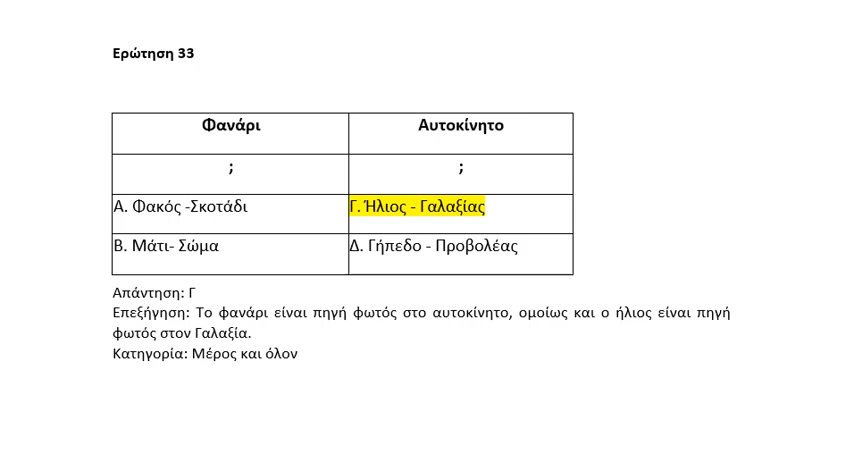 Ερώτηση 33
Φανάρι Αυτοκίνητο
; ;
Α. Φακός -Σκοτάδι Γ. Ήλιος - Γαλαξίας
Β. Μάτι- Σώμα Δ. Γήπεδο - Προβολέας
Απάντηση: Γ
Επεξήγηση: Το φανάρι είναι πηγή φωτός στο αυτοκίνητο, ομοίως και ο ήλιος είναι πηγή
φωτός στον Γαλαξία.
Κατηγορία: Μέρος και όλον